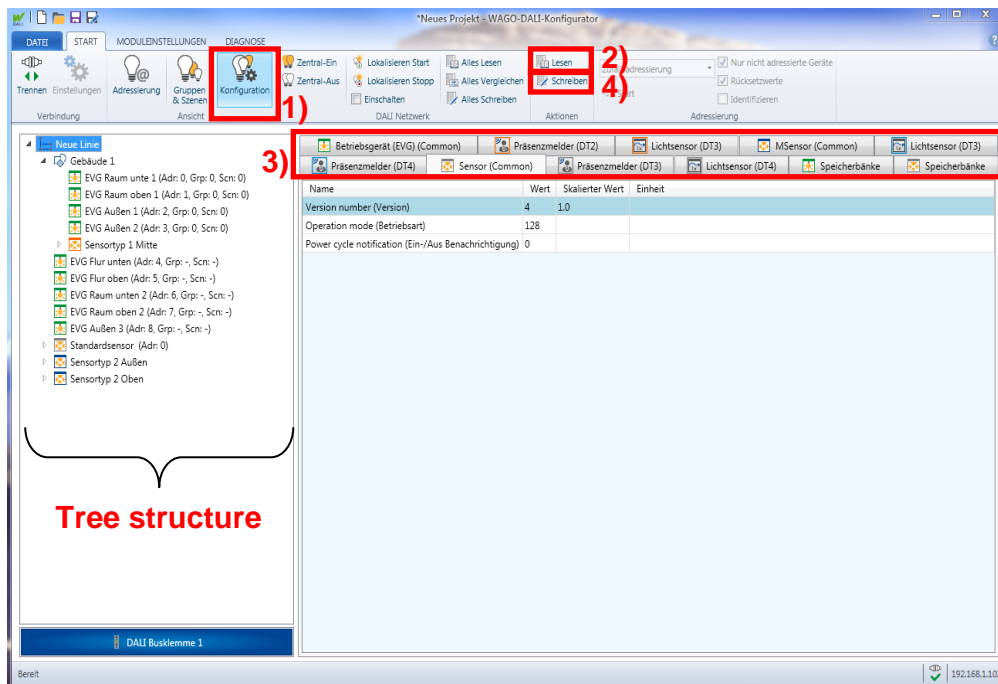 *Neues Projekt - WAGO-DALI-Konfigurator
DALI
DATEI START MODULEINSTELLUNGEN DIAGNOSE
Trennen Einstellungen
Verbindung
Adressierung Gruppen & Szenen Konfiguration
Ansicht
1)
Zentral-Ein Lokalisieren Start Alles Lesen
Zentral-Aus Lokalisieren Stopp Alles Vergleichen
Einschalten Alles Schreiben
DALI Netzwerk
Lesen 2)
Schreiben 4)
Aktionen
Nur nicht adressierte Geräte
Rücksetzwerte
Identifizieren
Adressierung
Neue Linie
Gebäude 1
EVG Raum unte 1 (Adr: 0, Grp: 0, Scn: 0)
EVG Raum oben 1 (Adr: 1, Grp: 0, Scn: 0)
EVG Außen 1 (Adr: 2, Grp: 0, Scn: 0)
EVG Außen 2 (Adr: 3, Grp: 0, Scn: 0)
Sensortyp 1 Mitte
EVG Flur unten (Adr: 4, Grp: -, Scn: -)
EVG Flur oben (Adr: 5, Grp: -, Scn: -)
EVG Raum unten 2 (Adr: 6, Grp: -, Scn: -)
EVG Raum oben 2 (Adr: 7, Grp: -, Scn: -)
EVG Außen 3 (Adr: 8, Grp: -, Scn: -)
Standardsensor (Adr: 0)
Sensortyp 2 Außen
Sensortyp 2 Oben
Tree structure
DALI Busklemme 1
3)
Betriebsgerät (EVG) (Common) Präsenzmelder (DT2) Lichtsensor (DT3) MSensor (Common) Lichtsensor (DT3)
Präsenzmelder (DT4) Sensor (Common) Präsenzmelder (DT3) Lichtsensor (DT4) Speicherbänke Speicherbänke
Name Wert Skalierter Wert Einheit
Version number (Version) 4 1.0
Operation mode (Betriebsart) 128
Power cycle notification (Ein-/Aus Benachrichtigung) 0
Bereit 192.168.1.10